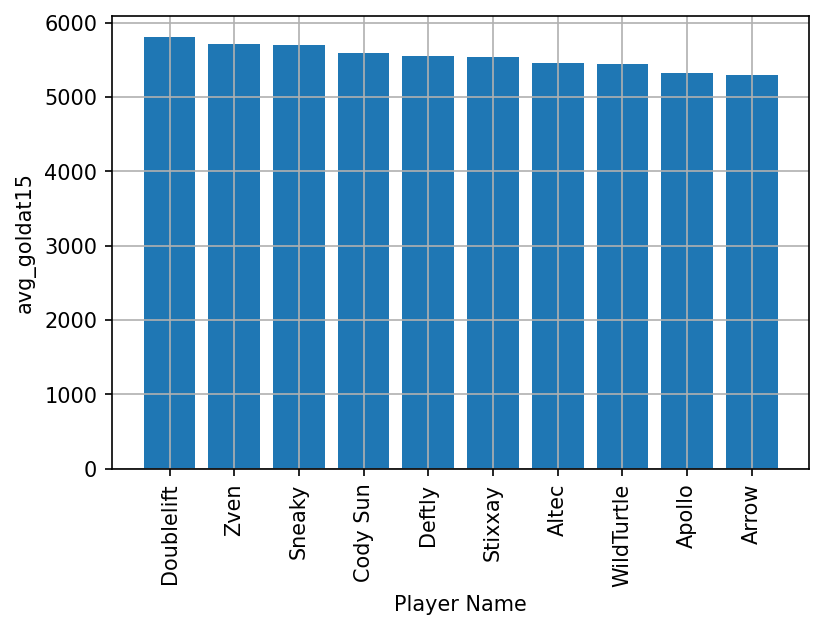 6000
5000
4000
3000
2000
1000
0
avg_goldat15
Doublelift
Zven
Sneaky
Cody Sun
Deftly
Stixxay
Altec
WildTurtle
Apollo
Arrow
Player Name